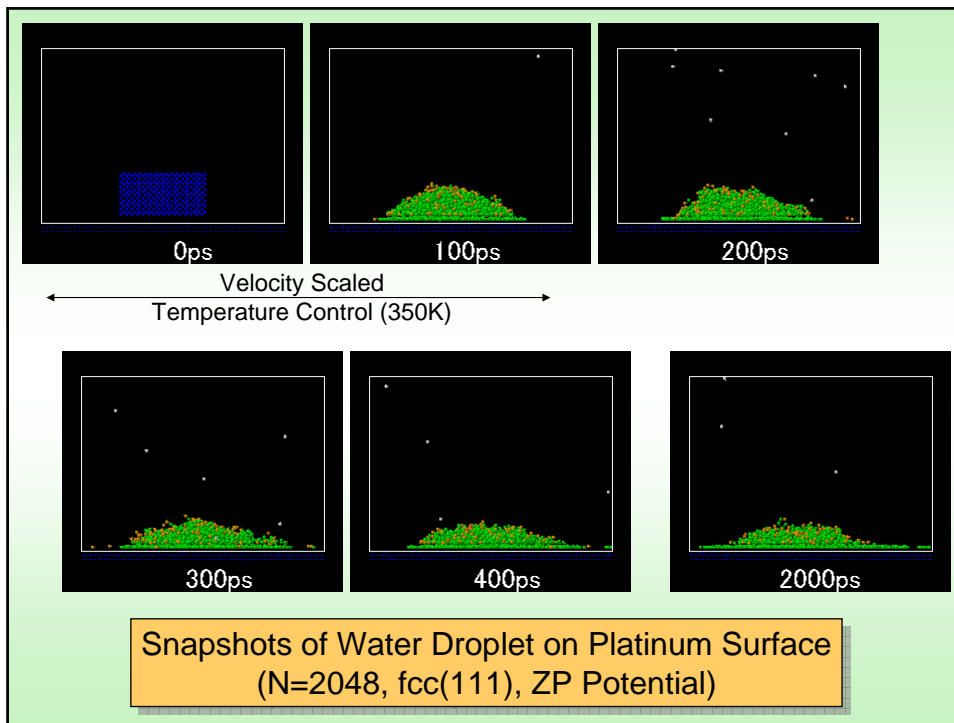 0ps
100ps
200ps
Velocity Scaled
Temperature Control (350K)
300ps
400ps
2000ps
Snapshots of Water Droplet on Platinum Surface
(N=2048, fcc(111), ZP Potential)